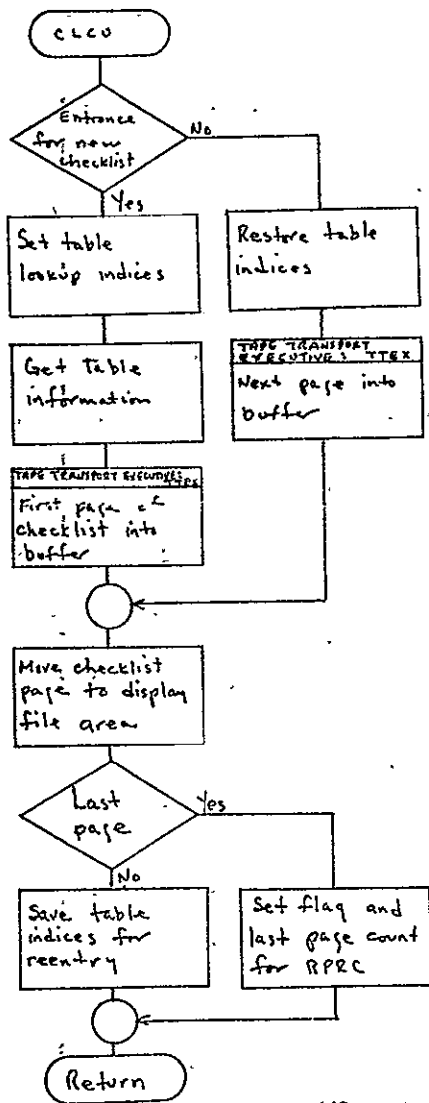 CLCU
Entrance
for new
checklist
No
Yes
Set table
lookup indices
Restore table
indices
Get Table
information
TAPE TRANSPORT
EXECUTIVE: TTEX
Next page into
buffer
TAPE TRANSPORT EXECUTIVE:
First page of
checklist into
buffer
Move checklist
page to display
file area
Last
page
Yes
No
Save table
indices for
reentry
Set flag and
last page count
for RPRC
Return